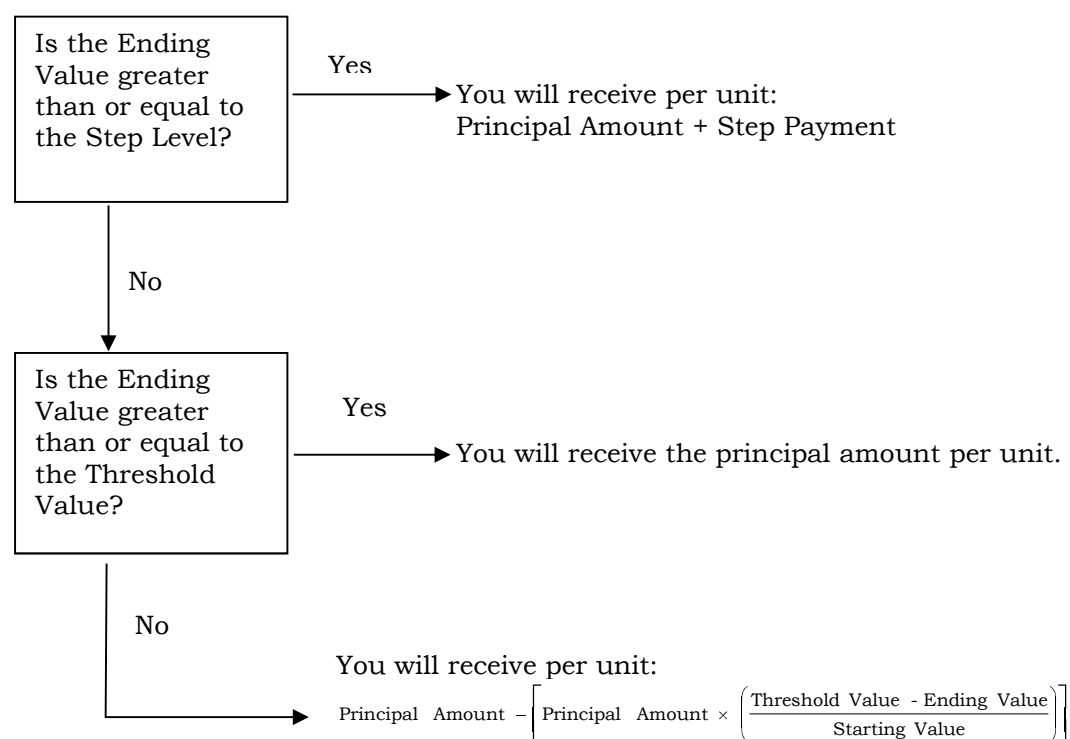 Is the Ending
Value greater
than or equal to
the Step Level?
Yes
You will receive per unit:
Principal Amount + Step Payment
No
Is the Ending
Value greater
than or equal to
the Threshold
Value?
Yes
You will receive the principal amount per unit.
No
You will receive per unit:
Principal Amount − [Principal Amount × (Threshold Value - Ending Value
Starting Value)]